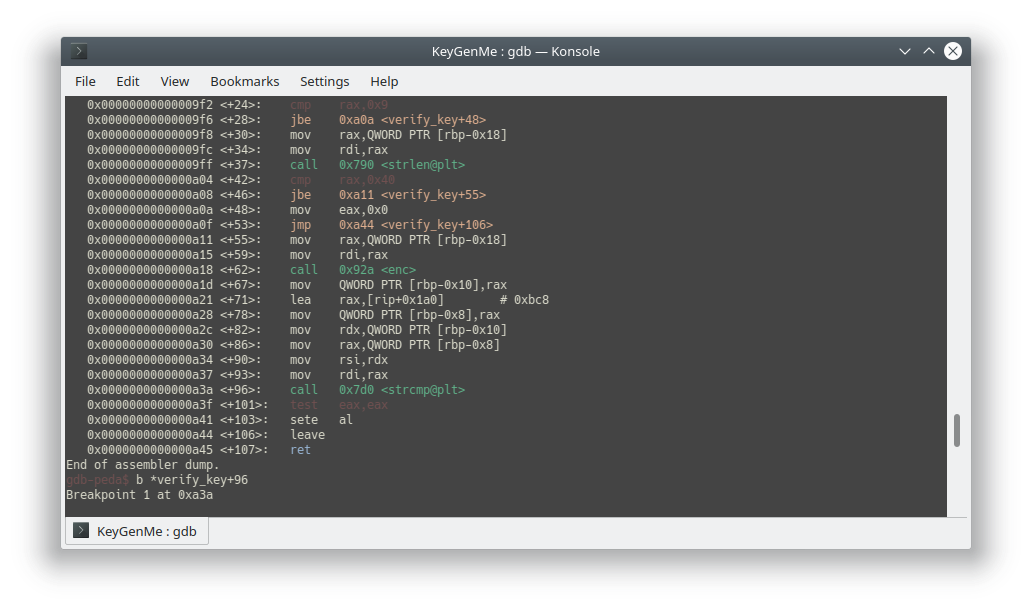 KeyGenMe : gdb — Konsole
File Edit View Bookmarks Settings Help
0x00000000000009f2 <+24>: cmp rax,0x9
0x00000000000009f6 <+28>: jbe 0xa0a <verify_key+48>
0x00000000000009f8 <+30>: mov rax,QWORD PTR [rbp-0x18]
0x00000000000009fc <+34>: mov rdi,rax
0x00000000000009ff <+37>: call 0x790 <strlen@plt>
0x0000000000000a04 <+42>: cmp rax,0x40
0x0000000000000a08 <+46>: jbe 0xa11 <verify_key+55>
0x0000000000000a0a <+48>: mov eax,0x0
0x0000000000000a0f <+53>: jmp 0xa44 <verify_key+106>
0x0000000000000a11 <+55>: mov rax,QWORD PTR [rbp-0x18]
0x0000000000000a15 <+59>: mov rdi,rax
0x0000000000000a18 <+62>: call 0x92a <enc>
0x0000000000000a1d <+67>: mov QWORD PTR [rbp-0x10],rax
0x0000000000000a21 <+71>: lea rax,[rip+0x1a0] # 0xbc8
0x0000000000000a28 <+78>: mov QWORD PTR [rbp-0x8],rax
0x0000000000000a2c <+82>: mov rdx,QWORD PTR [rbp-0x10]
0x0000000000000a30 <+86>: mov rax,QWORD PTR [rbp-0x8]
0x0000000000000a34 <+90>: mov rsi,rdx
0x0000000000000a37 <+93>: mov rdi,rax
0x0000000000000a3a <+96>: call 0x7d0 <strcmp@plt>
0x0000000000000a3f <+101>: test eax,eax
0x0000000000000a41 <+103>: sete al
0x0000000000000a44 <+106>: leave
0x0000000000000a45 <+107>: ret
End of assembler dump.
gdb-peda$ b *verify_key+96
Breakpoint 1 at 0xa3a
KeyGenMe : gdb